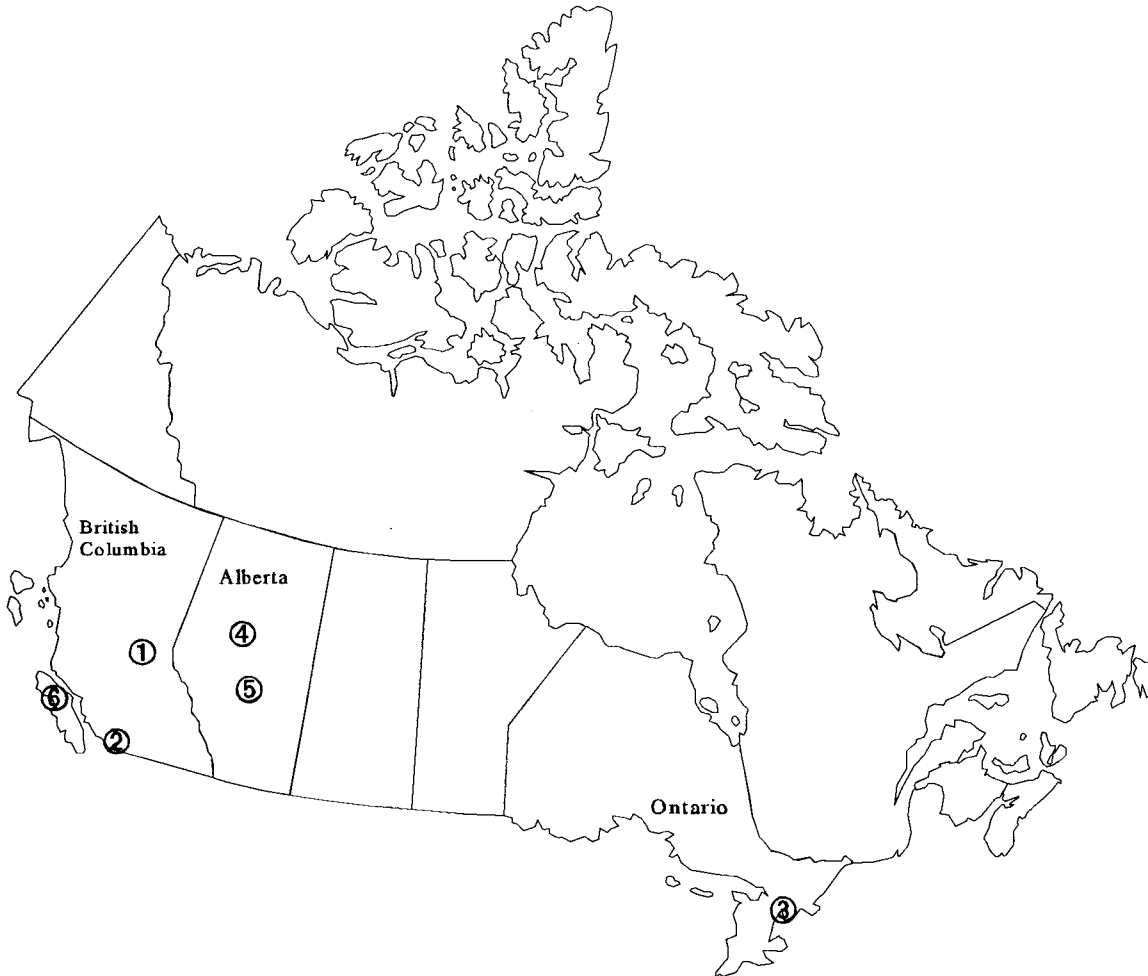 British
Columbia
Alberta
④
①
⑤
⑥
②
Ontario
③